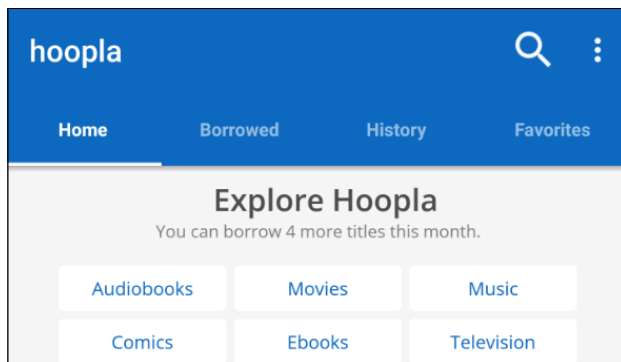 hoopla
Home Borrowed History Favorites
Explore Hoopla
You can borrow 4 more titles this month.
Audiobooks Movies Music
Comics Ebooks Television